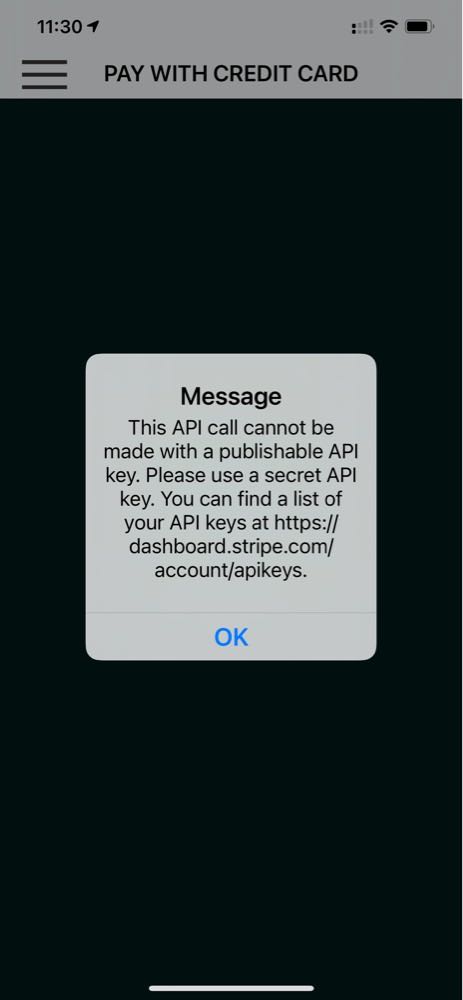 11:30
PAY WITH CREDIT CARD
Message
This API call cannot be
made with a publishable API
key. Please use a secret API
key. You can find a list of
your API keys at https://
dashboard.stripe.com/
account/apikeys.
OK